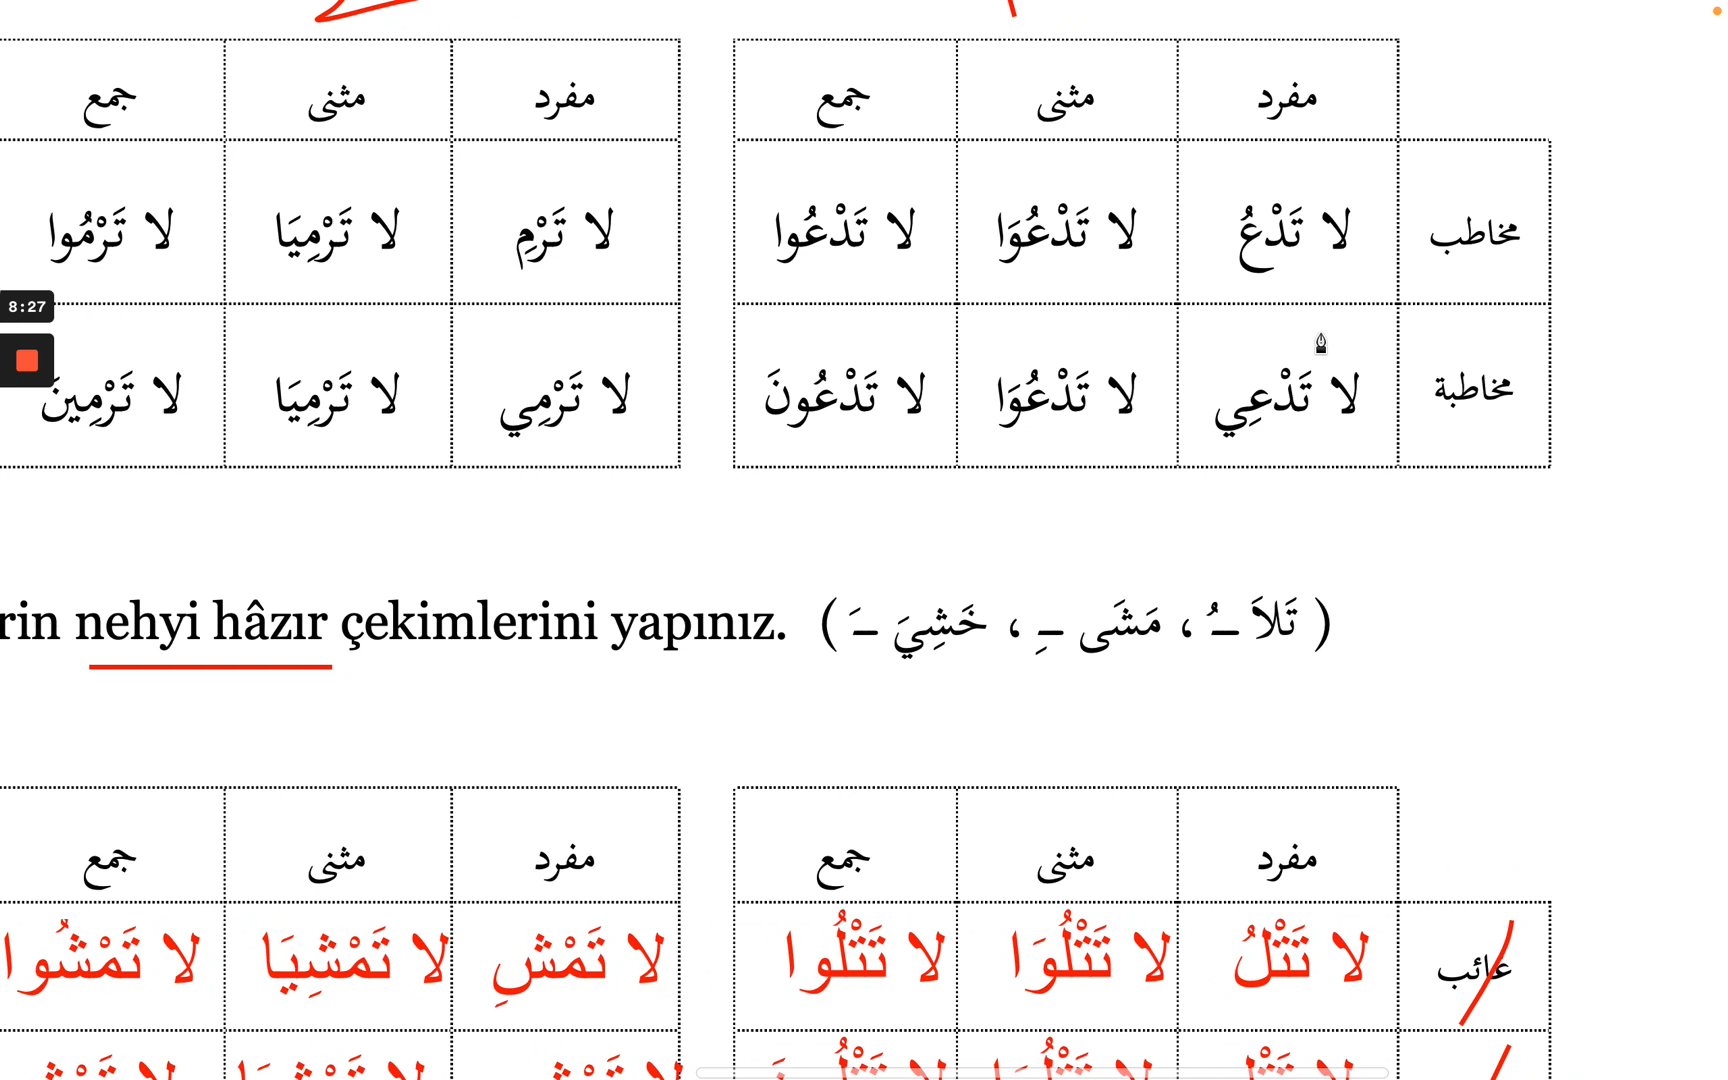 مفرد مثنى جمع مفرد مثنى جمع
مخاطب لا تَدْعُ لا تَدْعُوَا لا تَدْعُوا لا تَرْمِ لا تَرْمِيَا لا تَرْمُوا
8:27
مخاطبة لا تَدْعِي لا تَدْعُوَا لا تَدْعُونَ لا تَرْمِي لا تَرْمِيَا لا تَرْمِينَ
rin nehyi hâzır çekimlerini yapınız. ( تَلاَ ـُ ، مَشَى ـِ ، خَشِيَ ـَ )
مفرد مثنى جمع مفرد مثنى جمع
غائب لا تَتْلُ لا تَتْلُوَا لا تَتْلُوا لا تَمْشِ لا تَمْشِيَا لا تَمْشُوا